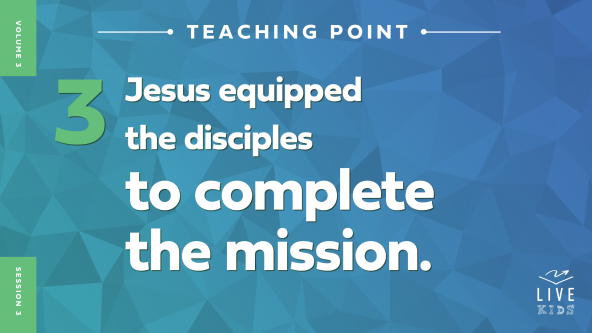 VOLUME 3
TEACHING POINT
3
Jesus equipped
the disciples
to complete
the mission.
SESSION 3
LIVE
KIDS